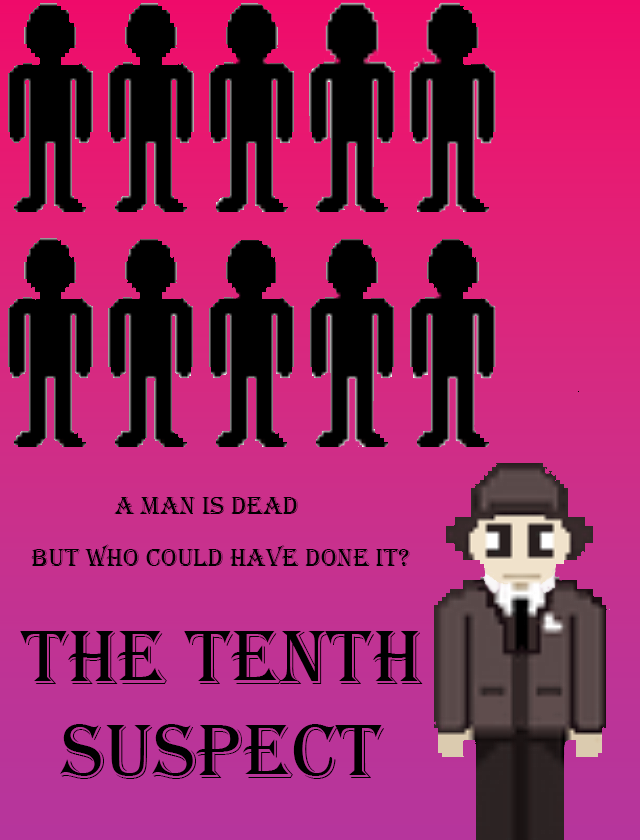 A MAN IS DEAD
BUT WHO COULD HAVE DONE IT?
THE TENTH
SUSPECT